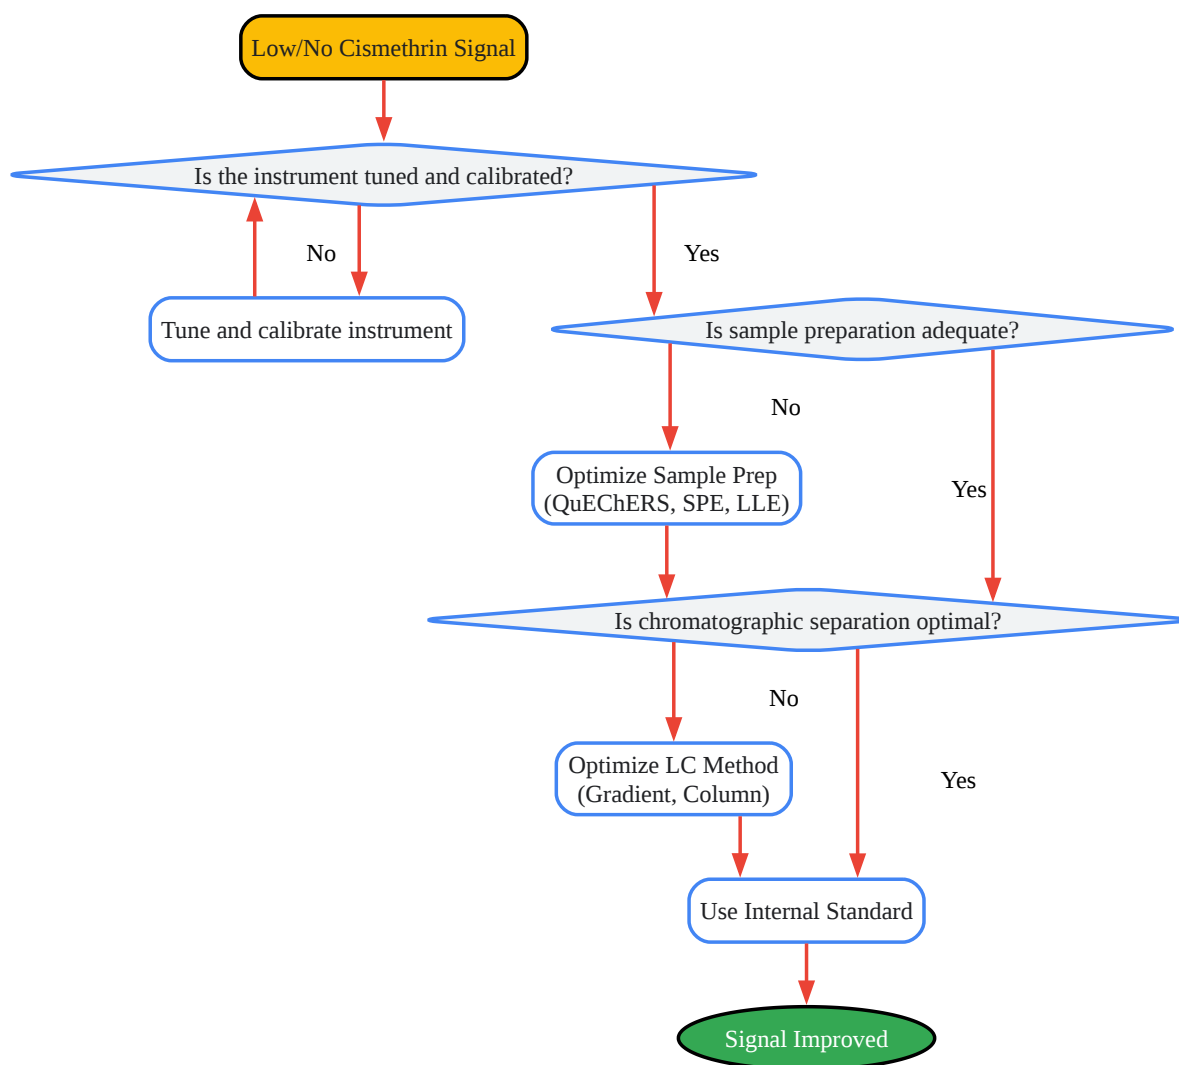 Low/No Cismethrin Signal
Is the instrument tuned and calibrated?
No
Yes
Tune and calibrate instrument
Is sample preparation adequate?
No
Optimize Sample Prep
(QuEChERS, SPE, LLE)
Yes
Is chromatographic separation optimal?
No
Optimize LC Method
(Gradient, Column)
Yes
Use Internal Standard
Signal Improved